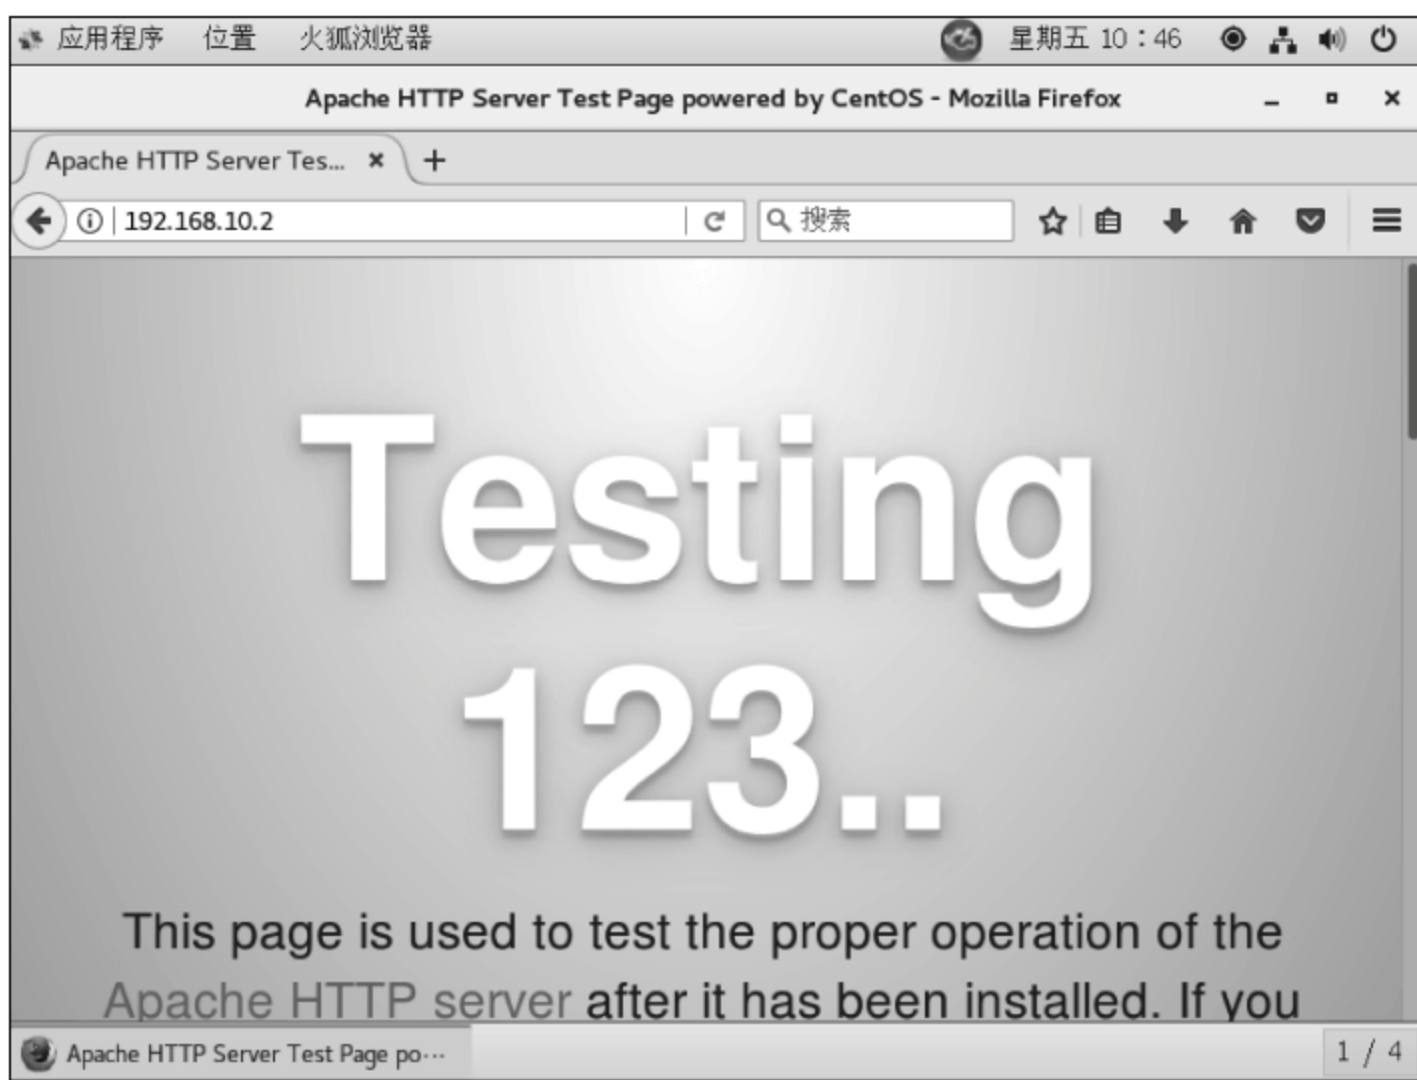 应用程序 位置 火狐浏览器 星期五 10：46
Apache HTTP Server Test Page powered by CentOS - Mozilla Firefox
Apache HTTP Server Tes...
192.168.10.2 搜索
Testing
123..
This page is used to test the proper operation of the
Apache HTTP server after it has been installed. If you
Apache HTTP Server Test Page po··· 1 / 4